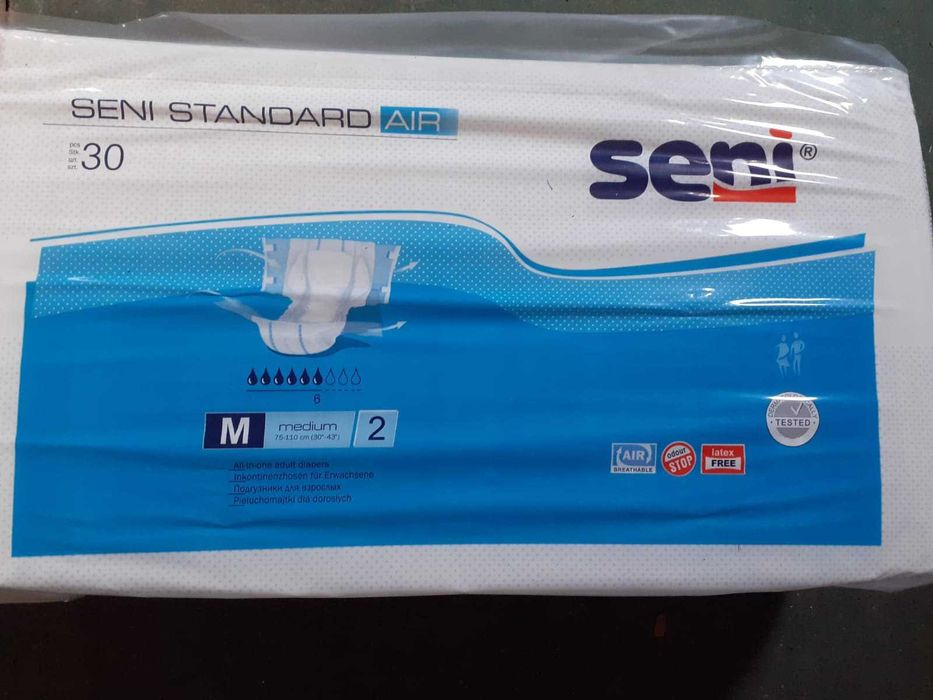 SENI STANDARD AIR
pcs
Stk.
шт.
szt.
30
seni®
6
M medium 2
75-110 cm (30"-43")
All-in-one adult diapers
Inkontinenzhosen für Erwachsene
Подгузники для взрослых
Pieluchomajtki dla dorosłych
AIR
BREATHABLE
odour
STOP
latex
FREE
TESTED